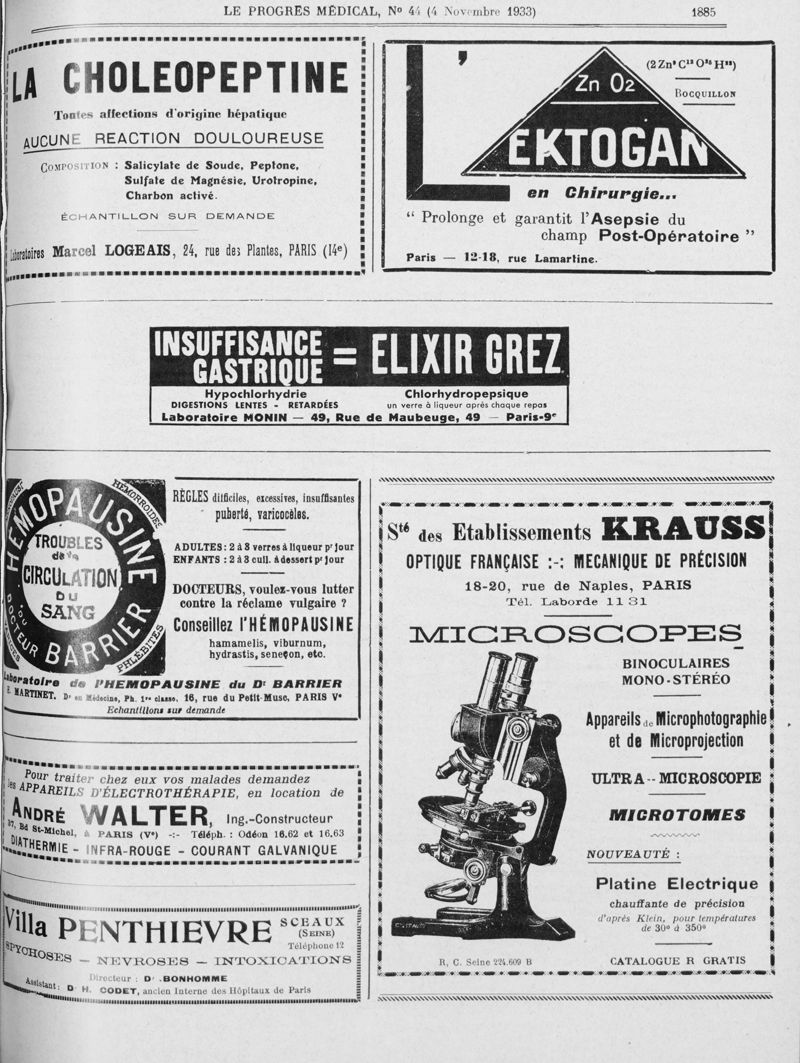 LE PROGRÈS MÉDICAL, No 44 (4 Novembre 1933) 1885
LA CHOLEOPEPTINE
Toutes affections d'origine hépatique
AUCUNE REACTION DOULOUREUSE
COMPOSITION : Salicylate de Soude, Peptone,
Sulfate de Magnésie, Urotropine,
Charbon activé.
ÉCHANTILLON SUR DEMANDE
Laboratoires Marcel LOGEAIS, 24, rue des Plantes, PARIS (14e)
L'EKTOGAN
Zn O2
ROCQUILLON
en Chirurgie...
“ Prolonge et garantit l'Asepsie du
champ Post-Opératoire ”
Paris — 12-18, rue Lamartine.
INSUFFISANCE
GASTRIQUE = ELIXIR GREZ
Hypochlorhydrie
DIGESTIONS LENTES - RETARDÉES
Chlorhydropepsique
un verre à liqueur après chaque repas
Laboratoire MONIN — 49, Rue de Maubeuge, 49 — Paris-9e
HÉMOPAUSINE
HÉMORROIDES
TROUBLES
de la
CIRCULATION
DU
SANG
DU
DOCTEUR
BARRIER
PHLÉBITES
RÈGLES difficiles, excessives, insuffisantes
puberté, varicocèles.
ADULTES : 2 à 3 verres à liqueur pr jour
ENFANTS : 2 à 3 cuil. à dessert pr jour
DOCTEURS, voulez-vous lutter
contre la réclame vulgaire ?
Conseillez l'HÉMOPAUSINE
hamamelis, viburnum,
hydrastis, seneçon, etc.
Laboratoire de l'HEMOPAUSINE du Dr BARRIER
E. MARTINET, Dr en Médecine, Ph. 1re classe, 16, rue du Petit-Musc, PARIS Ve
Echantillons sur demande
Pour traiter chez eux vos malades demandez
les APPAREILS D'ÉLECTROTHÉRAPIE, en location de
ANDRÉ WALTER, Ing.-Constructeur
37, Bd St-Michel, à PARIS (Ve) -:- Téléph. : Odéon 16.62 et 16.63
DIATHERMIE - INFRA-ROUGE - COURANT GALVANIQUE
Villa PENTHIEVRE SCEAUX
(SEINE)
Téléphone 12
PSYCHOSES — NEVROSES — INTOXICATIONS
Directeur : Dr BONHOMME
Assistant : Dr H. CODET, ancien Interne des Hôpitaux de Paris
Sté des Etablissements KRAUSS
OPTIQUE FRANÇAISE :-: MECANIQUE DE PRÉCISION
18-20, rue de Naples, PARIS
Tél. Laborde 11 31
MICROSCOPES
BINOCULAIRES
MONO-STÉRÉO
Appareils de Microphotographie
et de Microprojection
ULTRA-MICROSCOPIE
MICROTOMES
NOUVEAUTÉ :
Platine Electrique
chauffante de précision
d'après Klein, pour températures
de 30o à 350o
R. C. Seine 224.609 B CATALOGUE R GRATIS